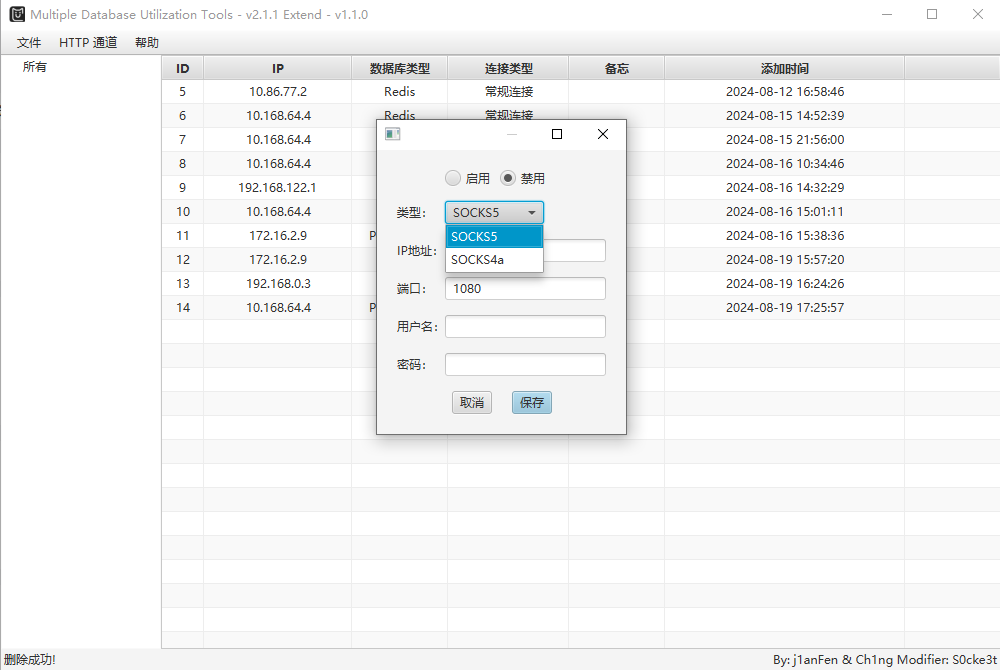 Multiple Database Utilization Tools - v2.1.1 Extend - v1.1.0
文件 HTTP 通道 帮助
所有
ID IP 数据库类型 连接类型 备忘 添加时间
5 10.86.77.2 Redis 常规连接 2024-08-12 16:58:46
6 10.168.64.4 Redis 常规连接 2024-08-15 14:52:39
7 10.168.64.4 2024-08-15 21:56:00
8 10.168.64.4 2024-08-16 10:34:46
9 192.168.122.1 2024-08-16 14:32:29
10 10.168.64.4 2024-08-16 15:01:11
11 172.16.2.9 P 2024-08-16 15:38:36
12 172.16.2.9 2024-08-19 15:57:20
13 192.168.0.3 2024-08-19 16:24:26
14 10.168.64.4 P 2024-08-19 17:25:57
启用 禁用
类型: SOCKS5
SOCKS5
SOCKS4a
IP地址:
端口: 1080
用户名:
密码:
取消 保存
删除成功!
By: j1anFen & Ch1ng Modifier: S0cke3t